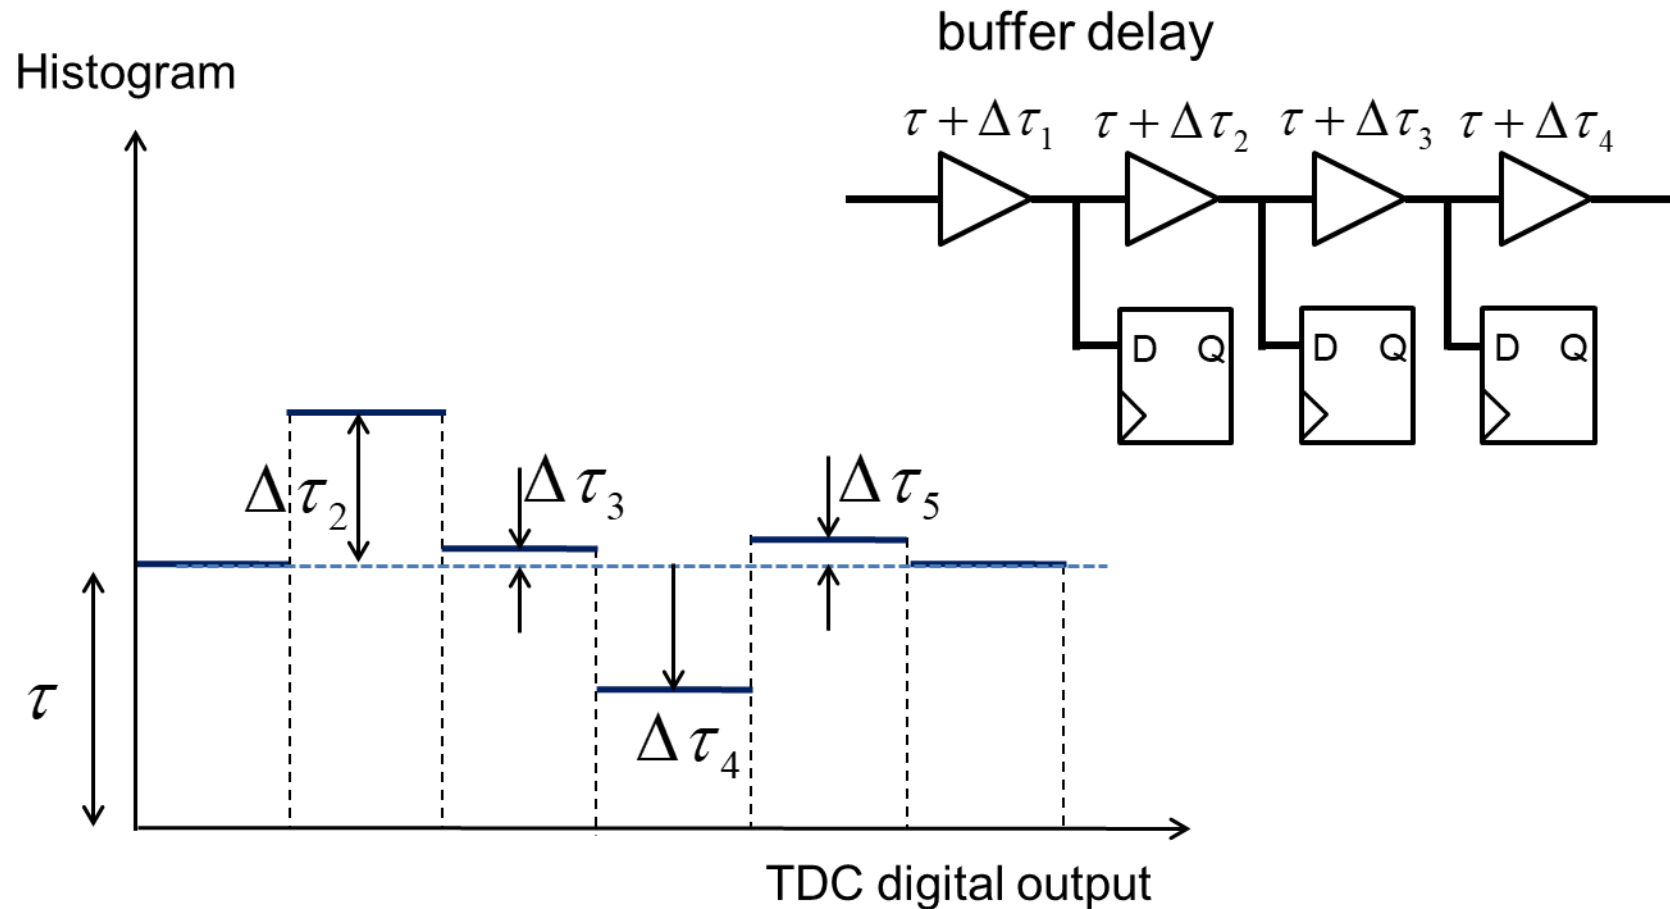 buffer delay
Histogram
τ + Δτ₁ τ + Δτ₂ τ + Δτ₃ τ + Δτ₄
D Q D Q D Q
Δτ₂ Δτ₃ Δτ₅
τ
Δτ₄
TDC digital output